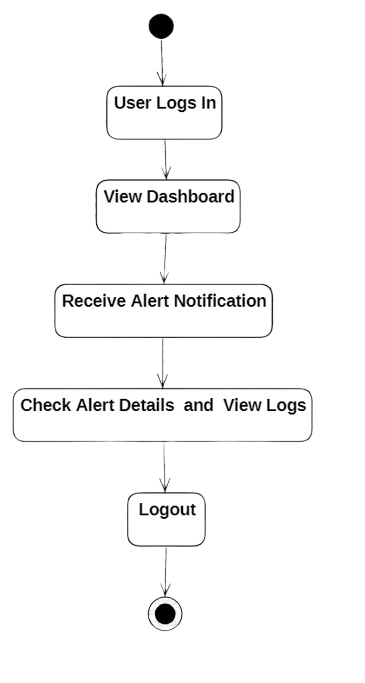 User Logs In
View Dashboard
Receive Alert Notification
Check Alert Details and View Logs
Logout